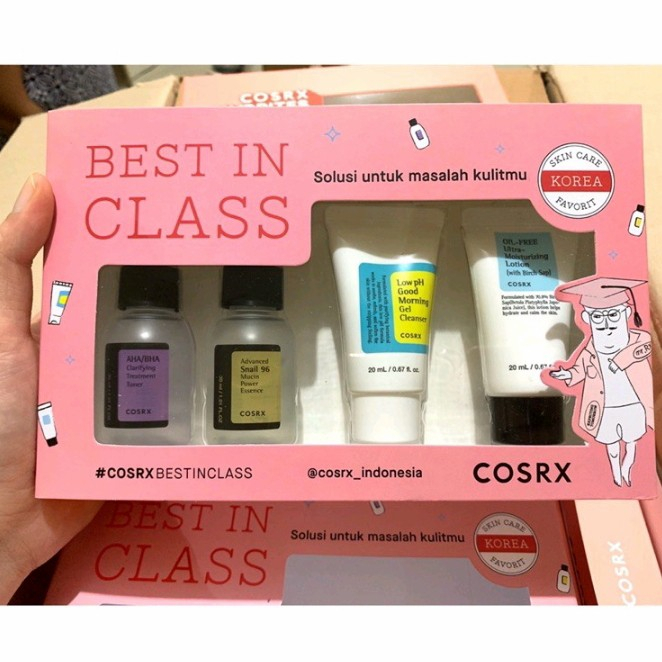 COSRX
BEST IN
CLASS
Solusi untuk masalah kulitmu
SKIN CARE
KOREA
FAVORIT
AHA/BHA
Clarifying
Treatment
Toner
COSRX
Advanced
Snail 96
Mucin
Power
Essence
COSRX
Low pH
Good
Morning
Gel
Cleanser
COSRX
20 mL / 0.67 fl. oz.
OIL-FREE
Ultra-
Moisturizing
Lotion
[with Birch Sap]
COSRX
20 mL / 0.67
#COSRXBESTINCLASS
@cosrx_indonesia
COSRX
BEST IN
CLASS
Solusi untuk masalah kulitmu
SKIN CARE
KOREA
FAVORIT
COSRX